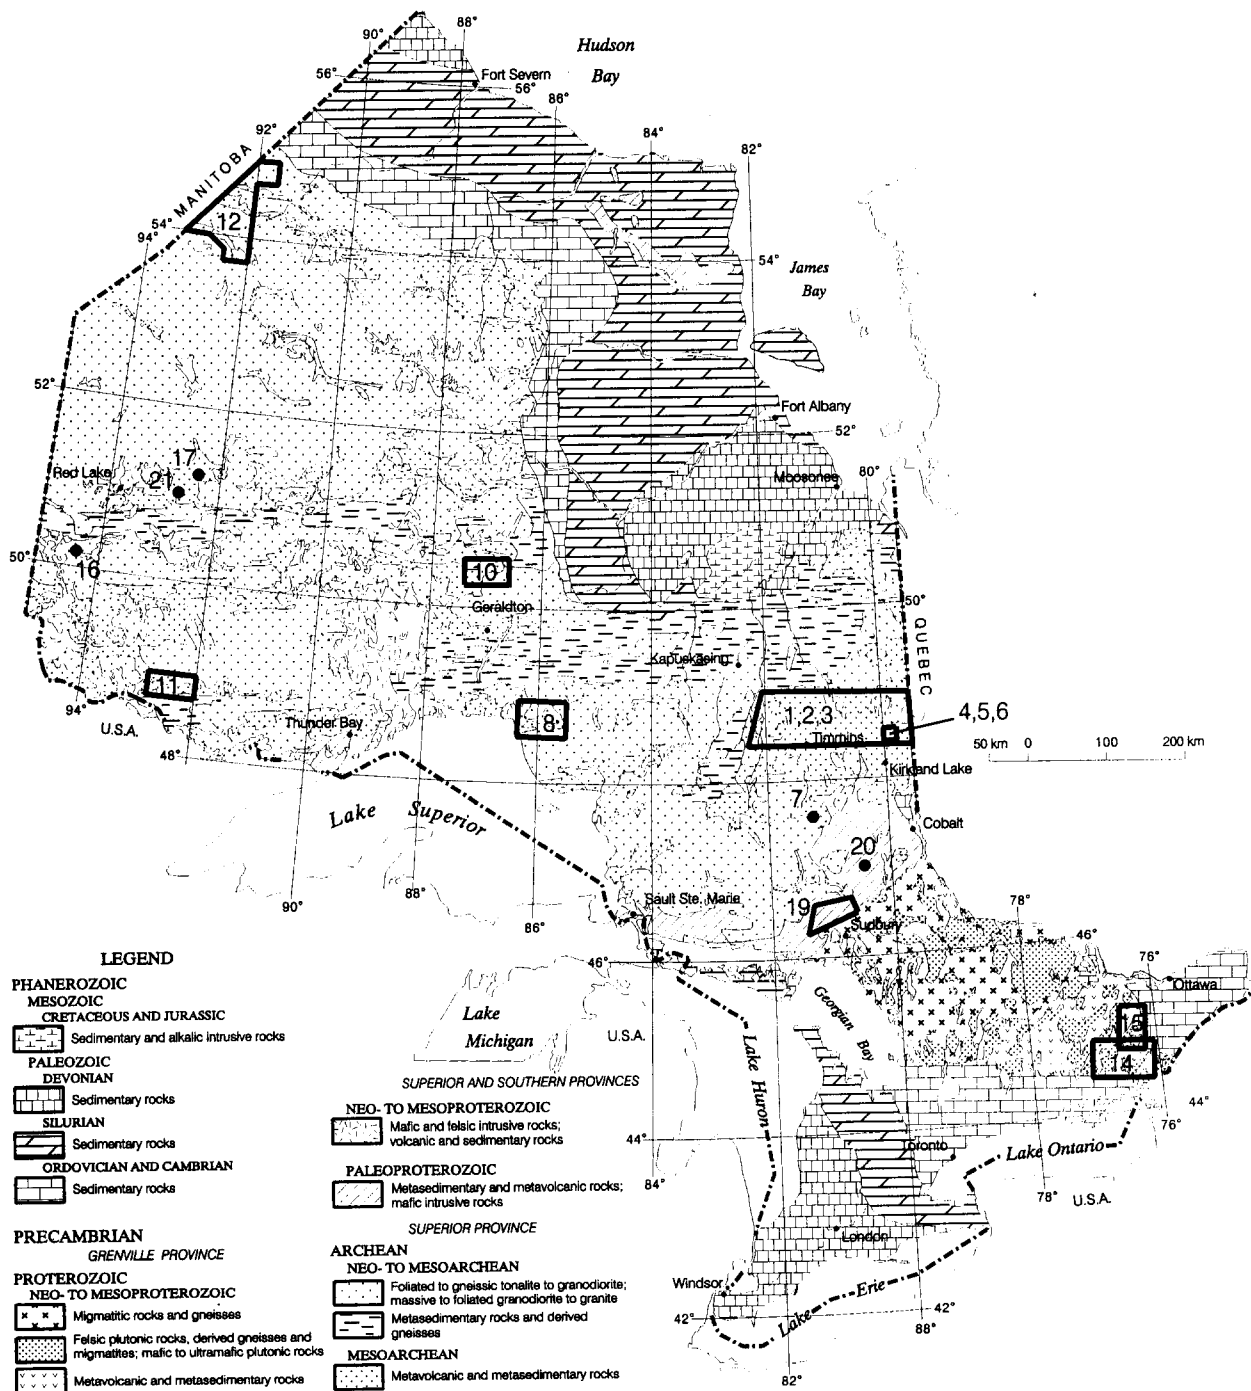 88°
90°
Hudson
Bay
56°
Fort Severn
56°
86°
92°
84°
82°
MANITOBA
54°
94°
12
54°
James
Bay
52°
Fort Albany
52°
17
Red Lake
21
80°
Moosonee
50°
16
10
50°
Geraldton
QUEBEC
Kapuskasing
11
94°
U.S.A.
8
1,2,3
4,5,6
Thunder Bay
Timmins
50 km 0 100 200 km
48°
Kirkland Lake
7
Lake Superior
Cobalt
20
90°
88°
86°
Sault Ste. Marie
19
78°
Sudbury
46°
46°
76°
Ottawa
Georgian Bay
15
14
Lake
Michigan
U.S.A.
Lake Huron
44°
76°
44°
Toronto
Lake Ontario
84°
78°
U.S.A.
London
Windsor
Lake Erie
42°
42°
88°
82°
LEGEND
PHANEROZOIC
MESOZOIC
CRETACEOUS AND JURASSIC
Sedimentary and alkalic intrusive rocks
PALEOZOIC
DEVONIAN
Sedimentary rocks
SILURIAN
Sedimentary rocks
ORDOVICIAN AND CAMBRIAN
Sedimentary rocks
PRECAMBRIAN
GRENVILLE PROVINCE
PROTEROZOIC
NEO- TO MESOPROTEROZOIC
Migmatitic rocks and gneisses
Felsic plutonic rocks, derived gneisses and
migmatites; mafic to ultramafic plutonic rocks
Metavolcanic and metasedimentary rocks
SUPERIOR AND SOUTHERN PROVINCES
NEO- TO MESOPROTEROZOIC
Mafic and felsic intrusive rocks;
volcanic and sedimentary rocks
PALEOPROTEROZOIC
Metasedimentary and metavolcanic rocks;
mafic intrusive rocks
SUPERIOR PROVINCE
ARCHEAN
NEO- TO MESOARCHEAN
Foliated to gneissic tonalite to granodiorite;
massive to foliated granodiorite to granite
Metasedimentary rocks and derived
gneisses
MESOARCHEAN
Metavolcanic and metasedimentary rocks